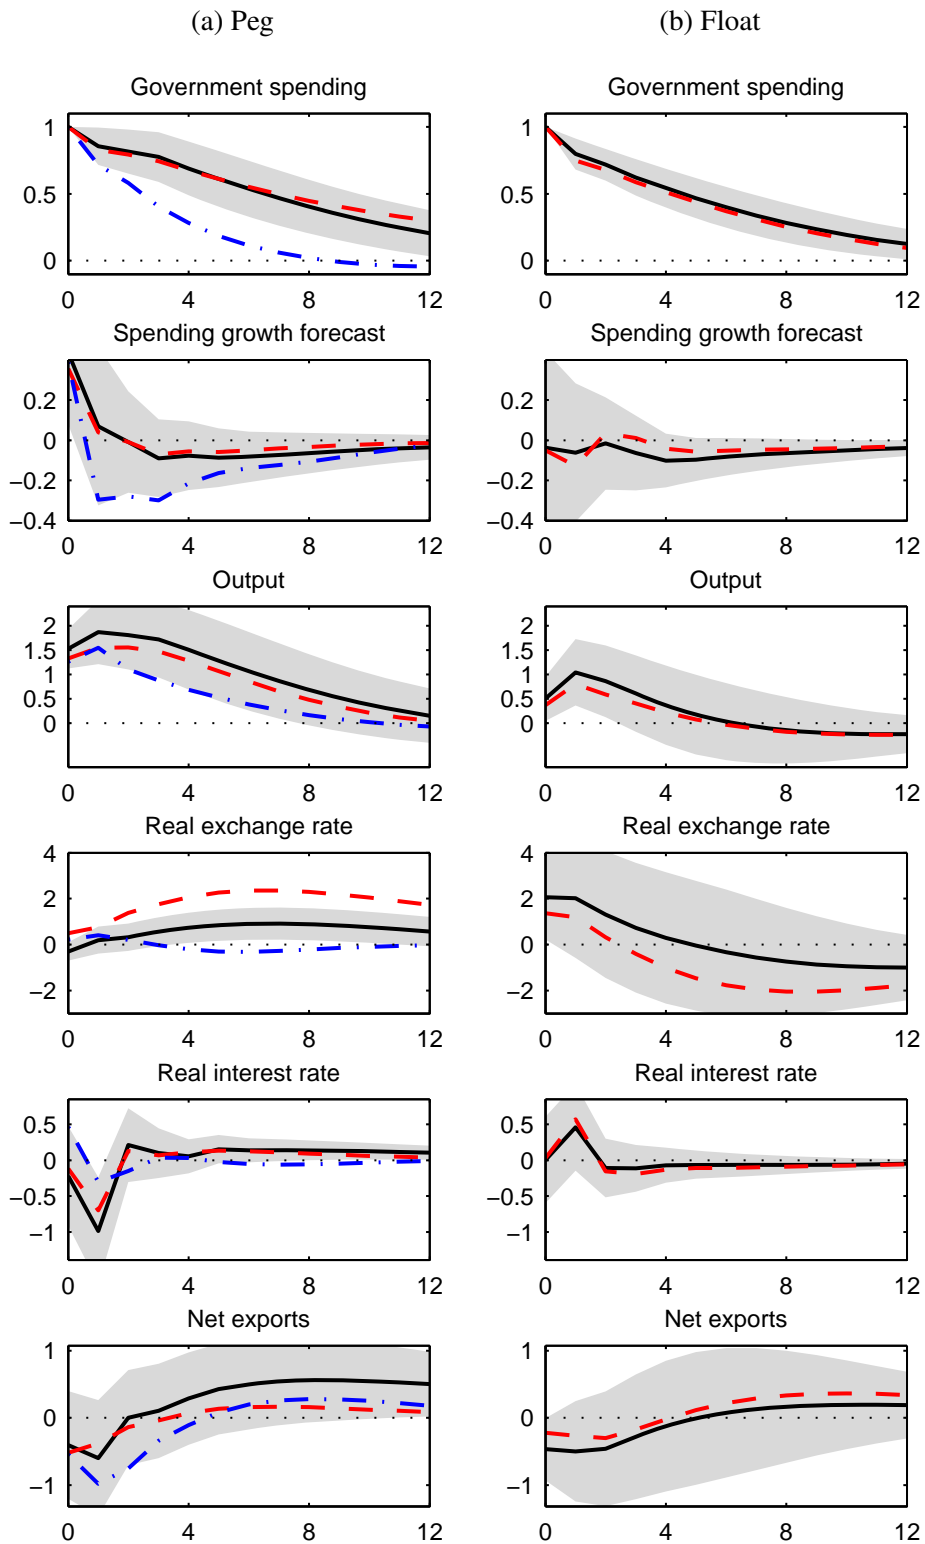 (a) Peg (b) Float
Government spending Government spending
1 1
0.5 0.5
0 0
0 4 8 12 0 4 8 12
Spending growth forecast Spending growth forecast
0.2 0.2
0 0
−0.2 −0.2
−0.4 −0.4
0 4 8 12 0 4 8 12
Output Output
2 2
1.5 1.5
0.5 0.5
0 0
0 4 8 12 0 4 8 12
Real exchange rate Real exchange rate
4 4
2 2
0 0
−2 −2
0 4 8 12 0 4 8 12
Real interest rate Real interest rate
0.5 0.5
0 0
−0.5 −0.5
−1 −1
0 4 8 12 0 4 8 12
Net exports Net exports
1 1
0 0
−1 −1
0 4 8 12 0 4 8 12